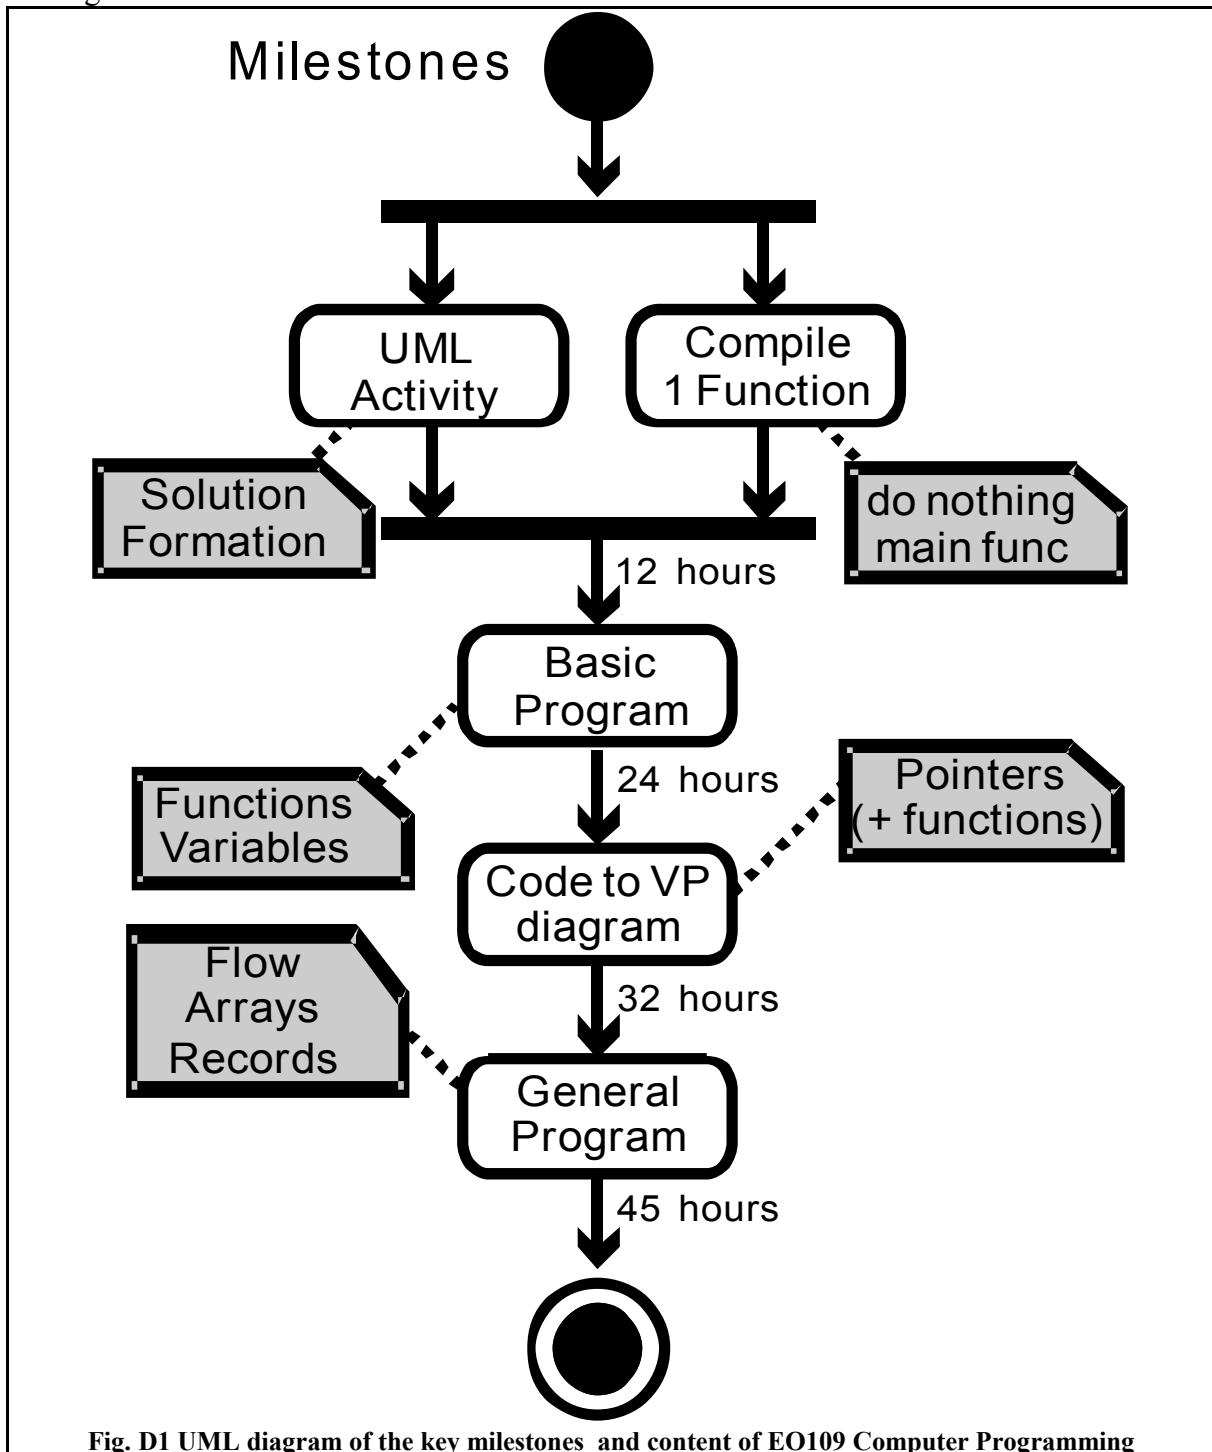 Milestones
UML
Activity
Compile
1 Function
Solution
Formation
do nothing
main func
12 hours
Basic
Program
24 hours
Functions
Variables
Pointers
(+ functions)
Code to VP
diagram
Flow
Arrays
Records
32 hours
General
Program
45 hours
Fig. D1 UML diagram of the key milestones and content of EO109 Computer Programming